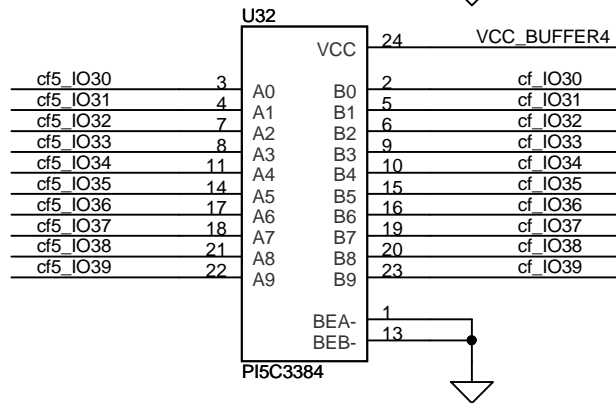 U32
VCC 24 VCC_BUFFER4
cf5_IO30 3 A0 B0 2 cf_IO30
cf5_IO31 4 A1 B1 5 cf_IO31
cf5_IO32 7 A2 B2 6 cf_IO32
cf5_IO33 8 A3 B3 9 cf_IO33
cf5_IO34 11 A4 B4 10 cf_IO34
cf5_IO35 14 A5 B5 15 cf_IO35
cf5_IO36 17 A6 B6 16 cf_IO36
cf5_IO37 18 A7 B7 19 cf_IO37
cf5_IO38 21 A8 B8 20 cf_IO38
cf5_IO39 22 A9 B9 23 cf_IO39
BEA- 1
BEB- 13
PI5C3384